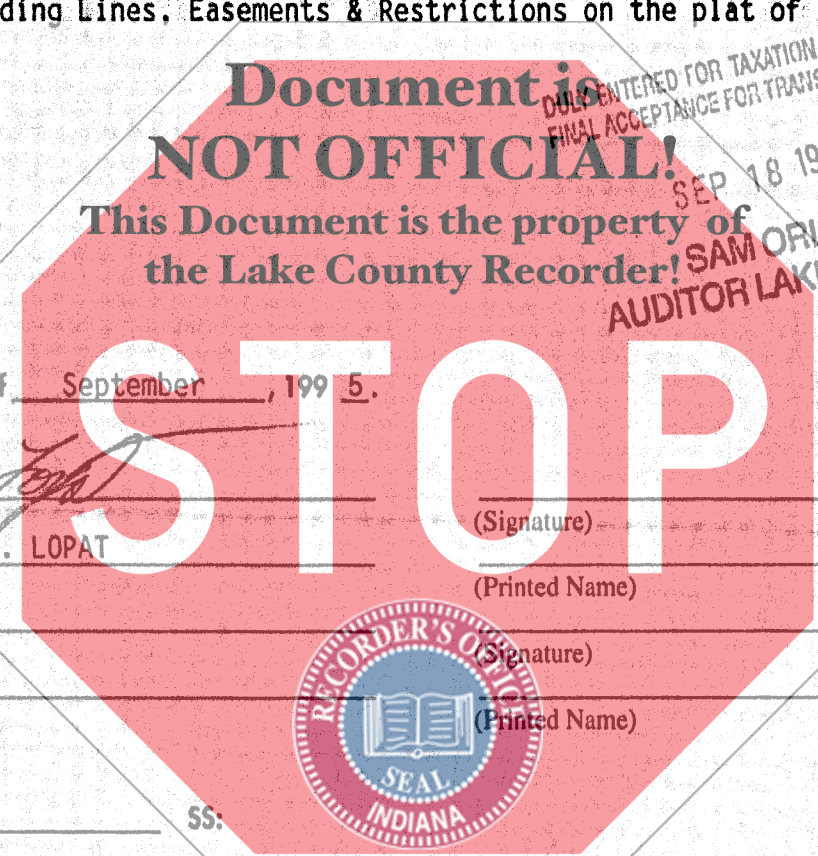 ding Lines, Easements & Restrictions on the plat of
Document is
NOT OFFICIAL!
This Document is the property of
the Lake County Recorder!
DULY ENTERED FOR TAXATION
FINAL ACCEPTANCE FOR TRANS
SEP 18 19
SAM ORL
AUDITOR LAKE
f September , 199 5.
STOP
. LOPAT
(Signature)
(Printed Name)
(Signature)
(Printed Name)
RECORDER'S OFFICE
SEAL
INDIANA
SS: